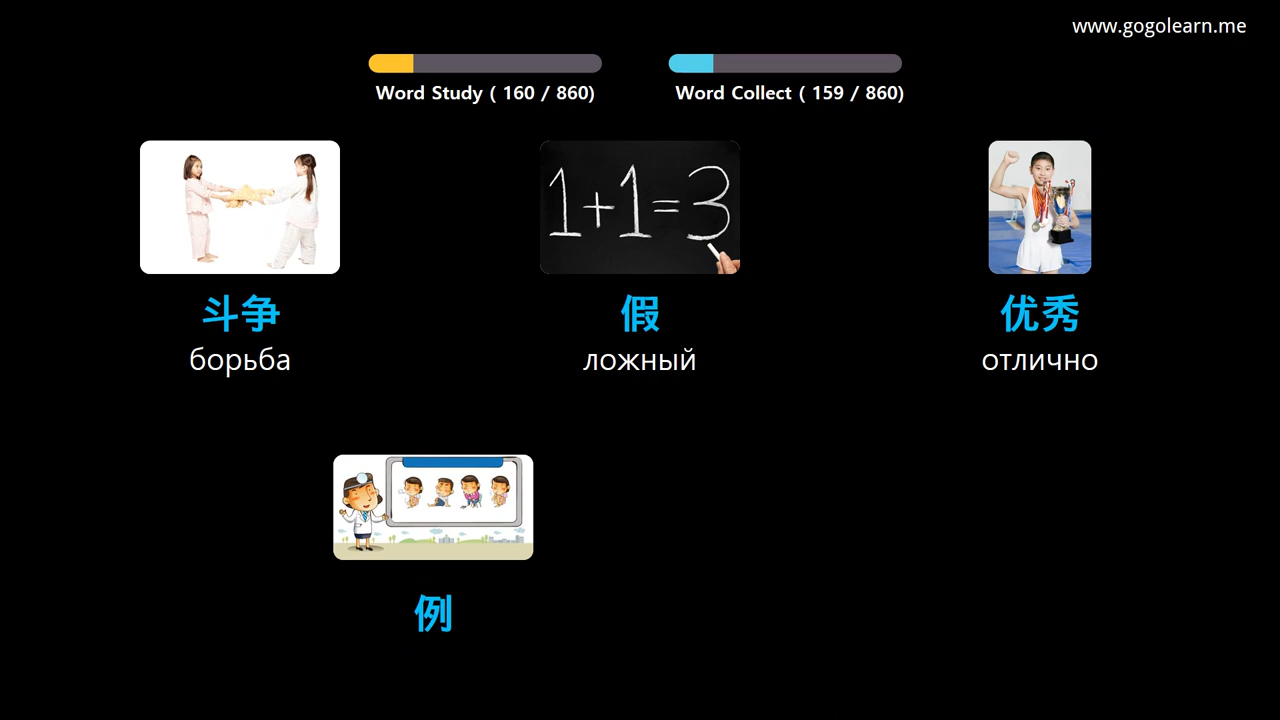 www.gogolearn.me
Word Study ( 160 / 860)
Word Collect ( 159 / 860)
1+1=3
斗争
假
优秀
борьба
ложный
отлично
例